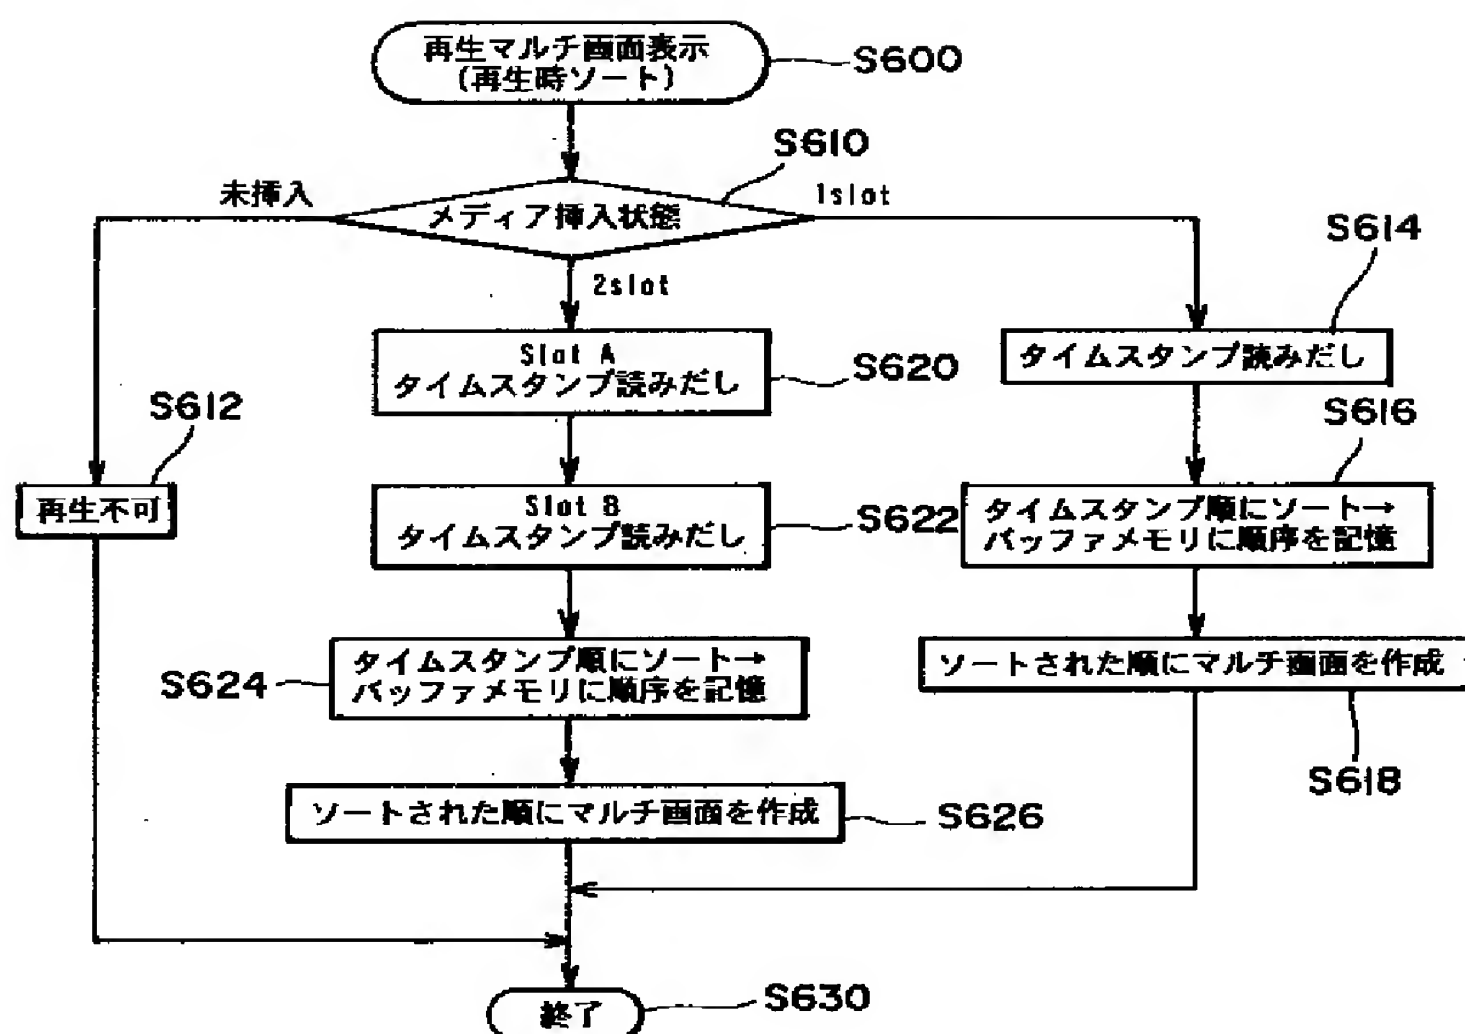 再生マルチ画面表示
(再生時ソート)
S600
S610
未挿入
メディア挿入状態
1slot
2slot
S614
タイムスタンプ読みだし
Slot A
タイムスタンプ読みだし
S620
S612
再生不可
S616
タイムスタンプ順にソート→
バッファメモリに順序を記憶
Slot B
タイムスタンプ読みだし
S622
タイムスタンプ順にソート→
バッファメモリに順序を記憶
S624
ソートされた順にマルチ画面を作成
S618
ソートされた順にマルチ画面を作成
S626
終了
S630